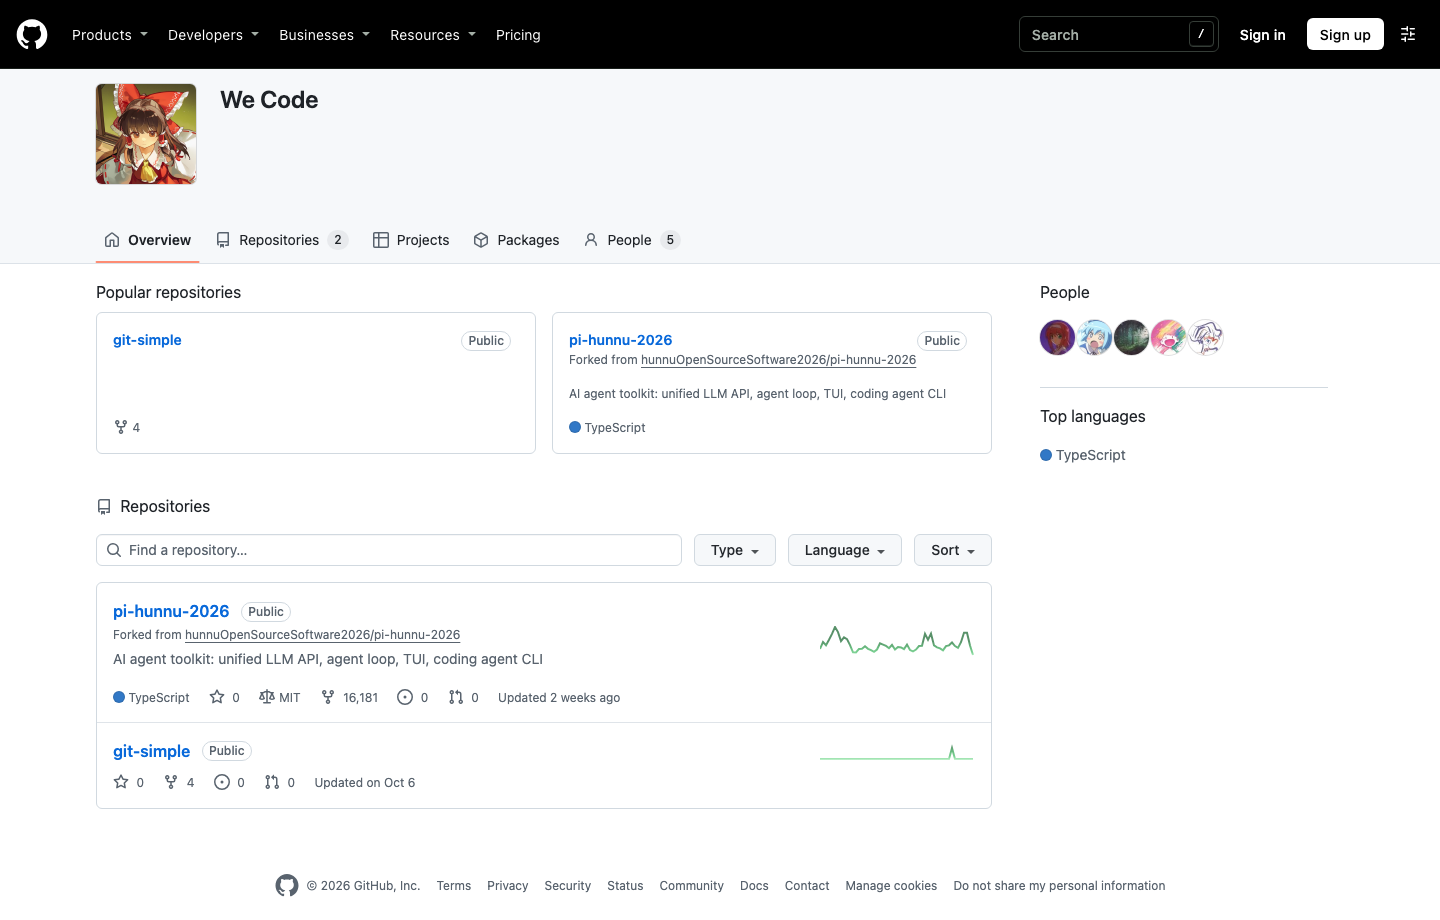 Products Developers Businesses Resources Pricing Search / Sign in Sign up
We Code
Overview Repositories 2 Projects Packages People 5
Popular repositories
git-simple Public
4
pi-hunnu-2026 Public
Forked from hunnuOpenSourceSoftware2026/pi-hunnu-2026
AI agent toolkit: unified LLM API, agent loop, TUI, coding agent CLI
TypeScript
People
Top languages
TypeScript
Repositories
Find a repository... Type Language Sort
pi-hunnu-2026 Public
Forked from hunnuOpenSourceSoftware2026/pi-hunnu-2026
AI agent toolkit: unified LLM API, agent loop, TUI, coding agent CLI
TypeScript 0 MIT 16,181 0 0 Updated 2 weeks ago
git-simple Public
0 4 0 0 Updated on Oct 6
© 2026 GitHub, Inc. Terms Privacy Security Status Community Docs Contact Manage cookies Do not share my personal information